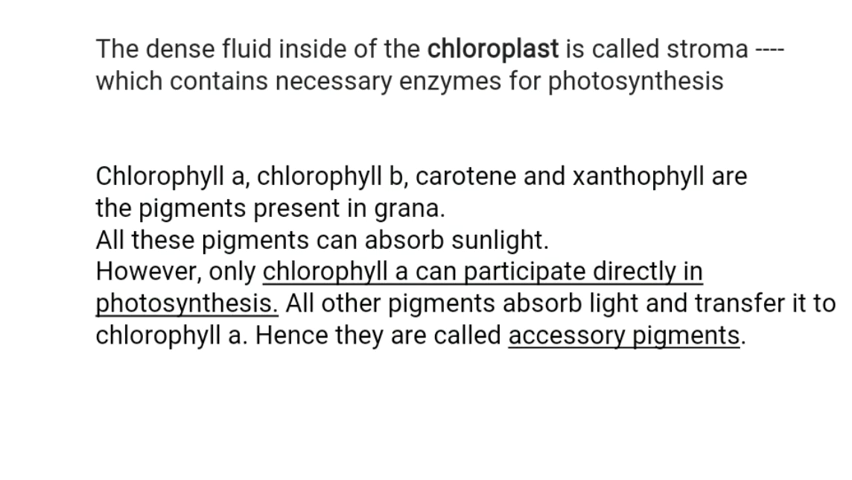 The dense fluid inside of the chloroplast is called stroma ----
which contains necessary enzymes for photosynthesis
Chlorophyll a, chlorophyll b, carotene and xanthophyll are
the pigments present in grana.
All these pigments can absorb sunlight.
However, only chlorophyll a can participate directly in
photosynthesis. All other pigments absorb light and transfer it to
chlorophyll a. Hence they are called accessory pigments.